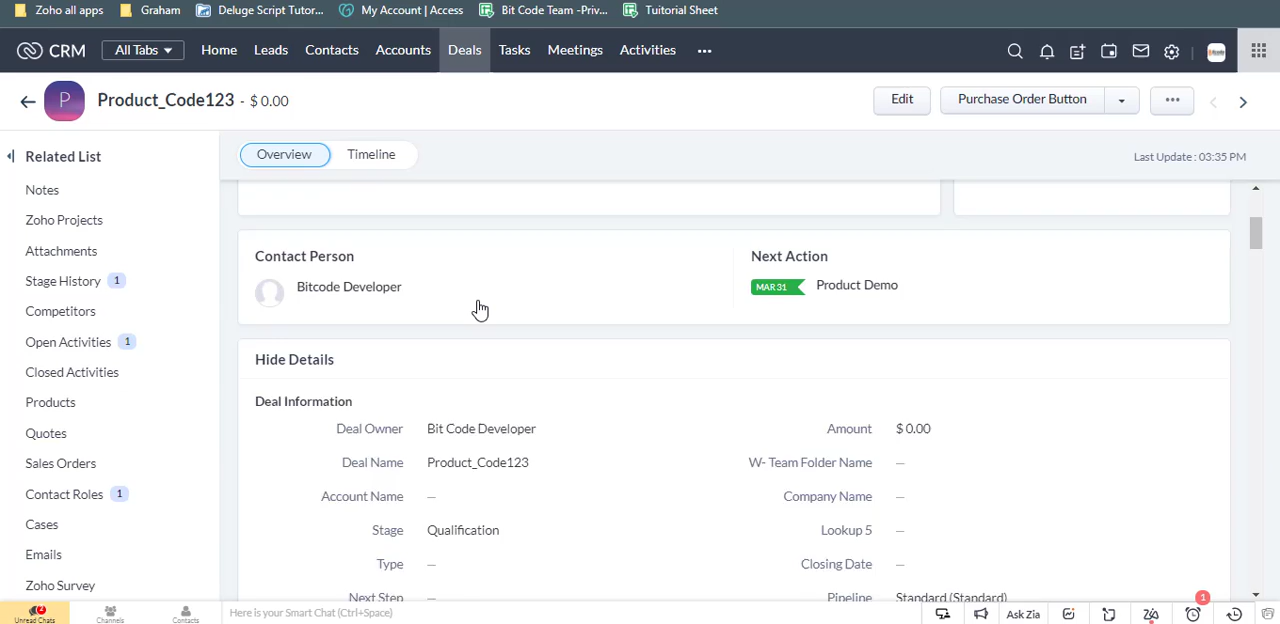 Zoho all apps Graham Deluge Script Tutor... My Account | Access Bit Code Team -Priv... Tuitorial Sheet
CRM All Tabs Home Leads Contacts Accounts Deals Tasks Meetings Activities ...
P Product_Code123 - $ 0.00 Edit Purchase Order Button ...
Related List Overview Timeline Last Update : 03:35 PM
Notes
Zoho Projects
Attachments
Stage History 1
Competitors
Open Activities 1
Closed Activities
Products
Quotes
Sales Orders
Contact Roles 1
Cases
Emails
Zoho Survey
Contact Person Next Action
Bitcode Developer MAR 31 Product Demo
Hide Details
Deal Information
Deal Owner Bit Code Developer Amount $ 0.00
Deal Name Product_Code123 W- Team Folder Name —
Account Name — Company Name —
Stage Qualification Lookup 5 —
Type — Closing Date —
Next Step — Pipeline Standard (Standard)
Unread Chats Channels Contacts Here is your Smart Chat (Ctrl+Space) Ask Zia 1